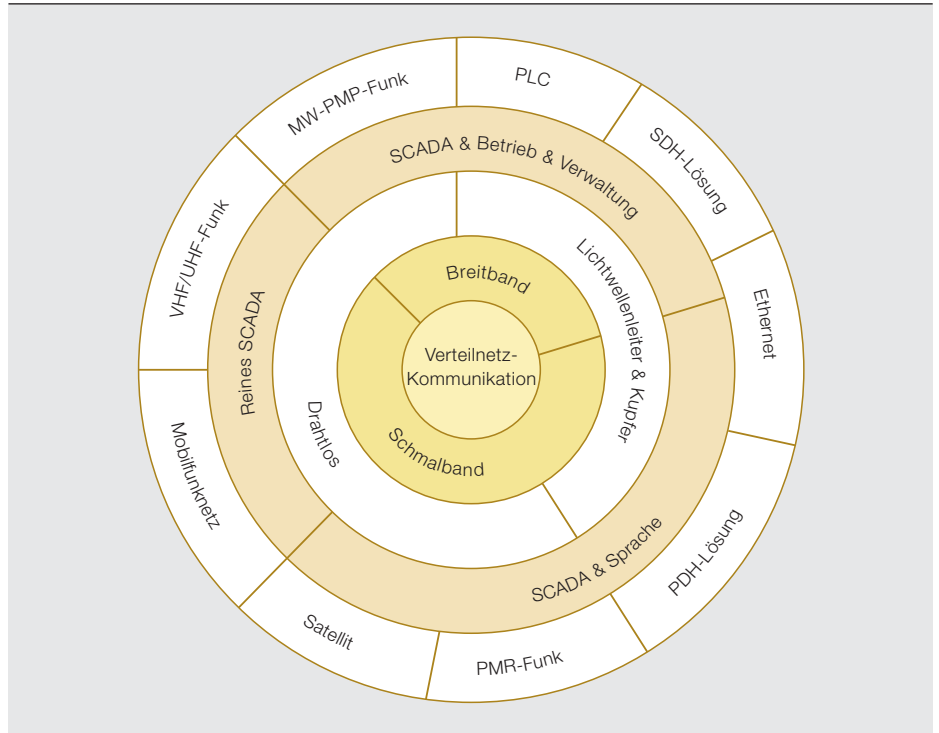 MW-PMP-Funk
PLC
SDH-Lösung
Ethernet
PDH-Lösung
PMR-Funk
Satellit
Mobilfunknetz
VHF/UHF-Funk
SCADA & Betrieb & Verwaltung
SCADA & Sprache
Reines SCADA
Lichtwellenleiter & Kupfer
Drahtlos
Breitband
Schmalband
Verteilnetz-
Kommunikation